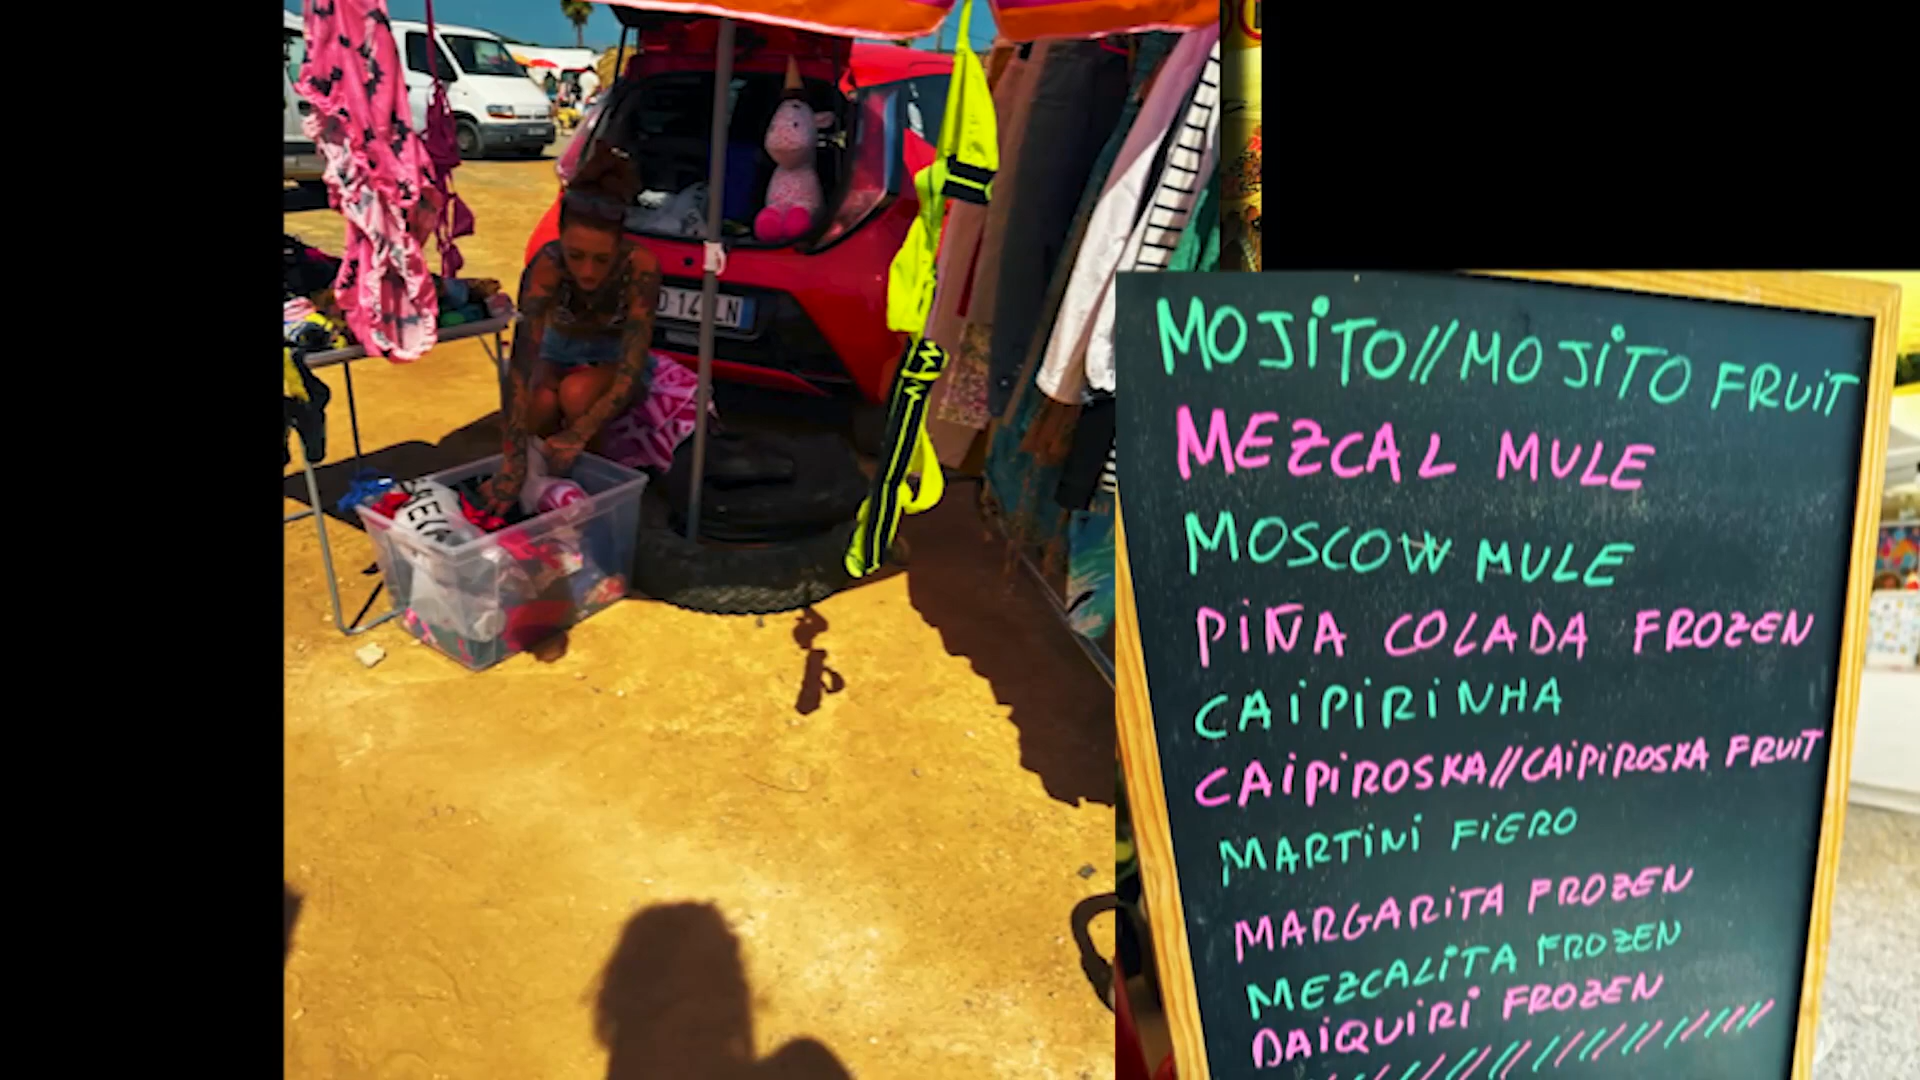 MOJiTO//MOJiTO FRUiT
MEZCAL MULE
MOSCOW MULE
PiÑA COLADA FROZEN
CAiPiRiNHA
CAiPiROSKA//CAiPiROSKA FRUiT
MARTiNi FiERO
MARGARiTA FROZEN
MEZCALiTA FROZEN
DAiQUiRi FROZEN